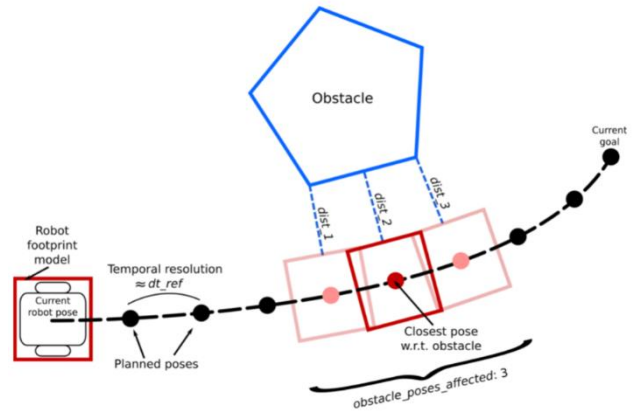 Obstacle
Current
goal
dist_1
dist_2
dist_3
Robot
footprint
model
Temporal resolution
≈ dt_ref
Current
robot pose
Planned poses
Closest pose
w.r.t. obstacle
obstacle_poses_affected: 3